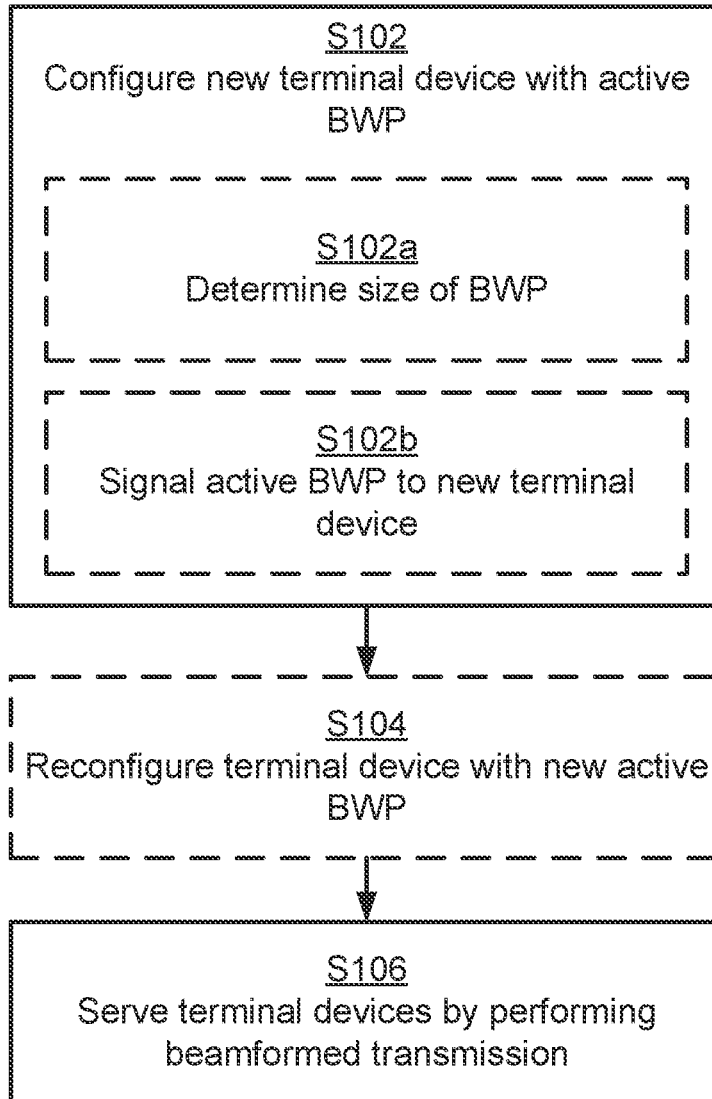 S102
Configure new terminal device with active
BWP
S102a
Determine size of BWP
S102b
Signal active BWP to new terminal
device
S104
Reconfigure terminal device with new active
BWP
S106
Serve terminal devices by performing
beamformed transmission